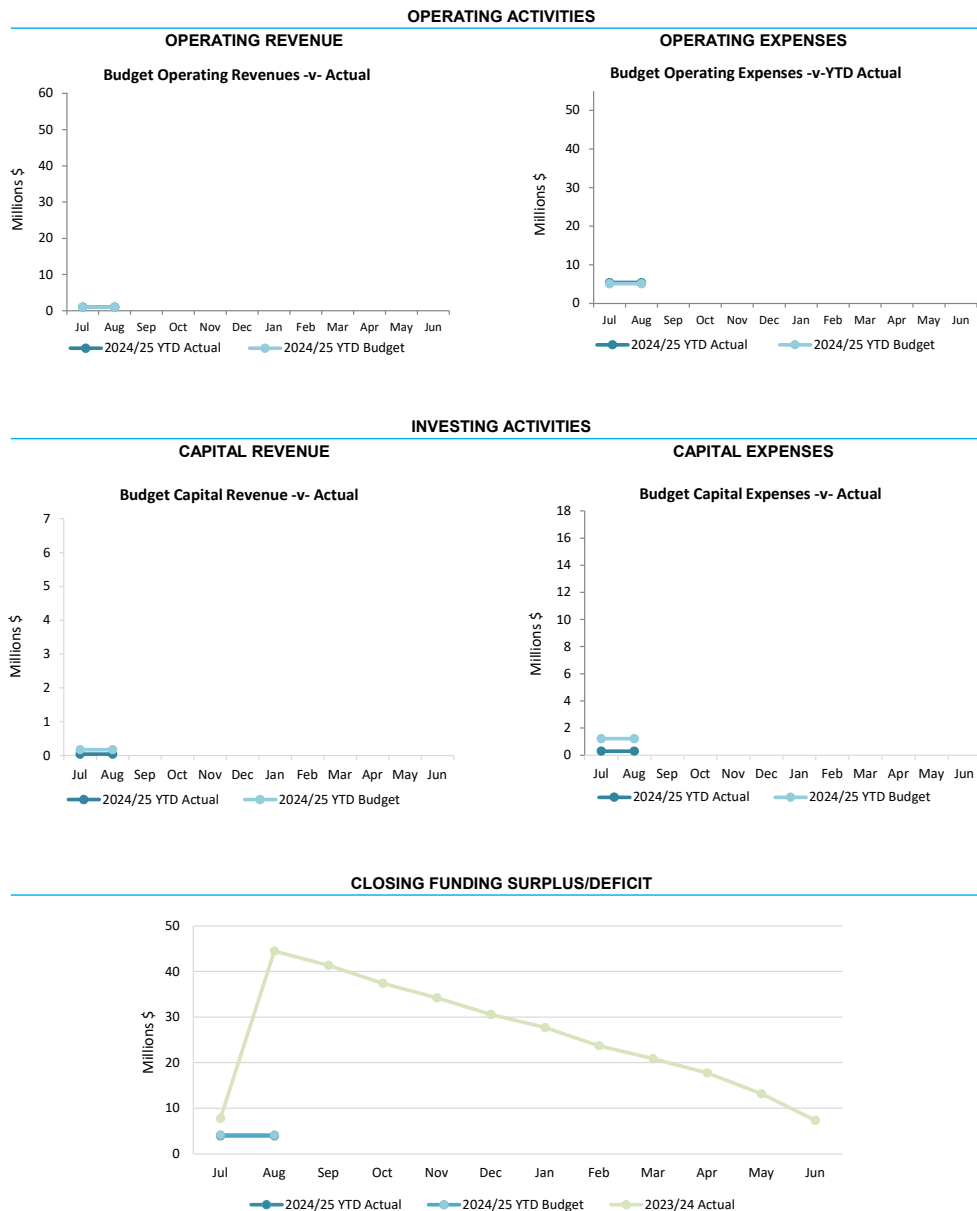 OPERATING ACTIVITIES
OPERATING REVENUE
OPERATING EXPENSES
Budget Operating Revenues -v- Actual
60
50
40
30
20
10
0
Millions $
Jul Aug Sep Oct Nov Dec Jan Feb Mar Apr May Jun
2024/25 YTD Actual 2024/25 YTD Budget
Budget Operating Expenses -v-YTD Actual
50
40
30
20
10
0
Millions $
Jul Aug Sep Oct Nov Dec Jan Feb Mar Apr May Jun
2024/25 YTD Actual 2024/25 YTD Budget
INVESTING ACTIVITIES
CAPITAL REVENUE
CAPITAL EXPENSES
Budget Capital Revenue -v- Actual
7
6
5
4
3
2
1
0
Millions $
Jul Aug Sep Oct Nov Dec Jan Feb Mar Apr May Jun
2024/25 YTD Actual 2024/25 YTD Budget
Budget Capital Expenses -v- Actual
18
16
14
12
10
8
6
4
2
0
Millions $
Jul Aug Sep Oct Nov Dec Jan Feb Mar Apr May Jun
2024/25 YTD Actual 2024/25 YTD Budget
CLOSING FUNDING SURPLUS/DEFICIT
50
40
30
20
10
0
Millions $
Jul Aug Sep Oct Nov Dec Jan Feb Mar Apr May Jun
2024/25 YTD Actual 2024/25 YTD Budget 2023/24 Actual